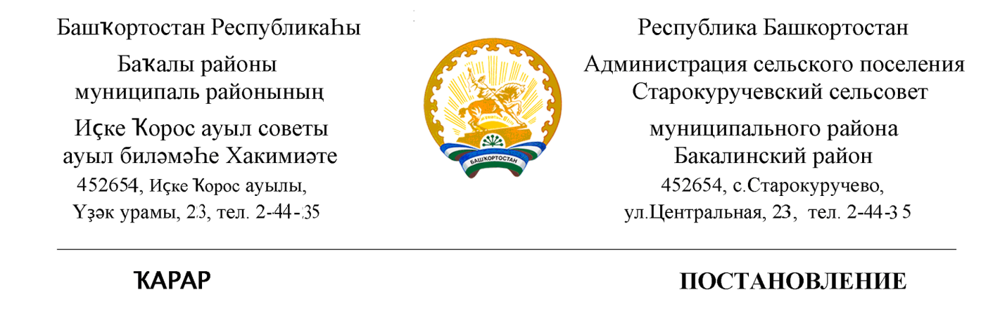 Башҡортостан Республикаһы
Баҡалы районы
муниципаль районының
Иҫке Ҡорос ауыл советы
ауыл биләмәһе Хакимиәте
452654, Иҫке Ҡорос ауылы,
Үҙәк урамы, 23, тел. 2-44-35
ҠАРАР
БАШҠОРТОСТАН
Республика Башкортостан
Администрация сельского поселения
Старокуручевский сельсовет
муниципального района
Бакалинский район
452654, с.Старокуручево,
ул.Центральная, 23, тел. 2-44-35
ПОСТАНОВЛЕНИЕ